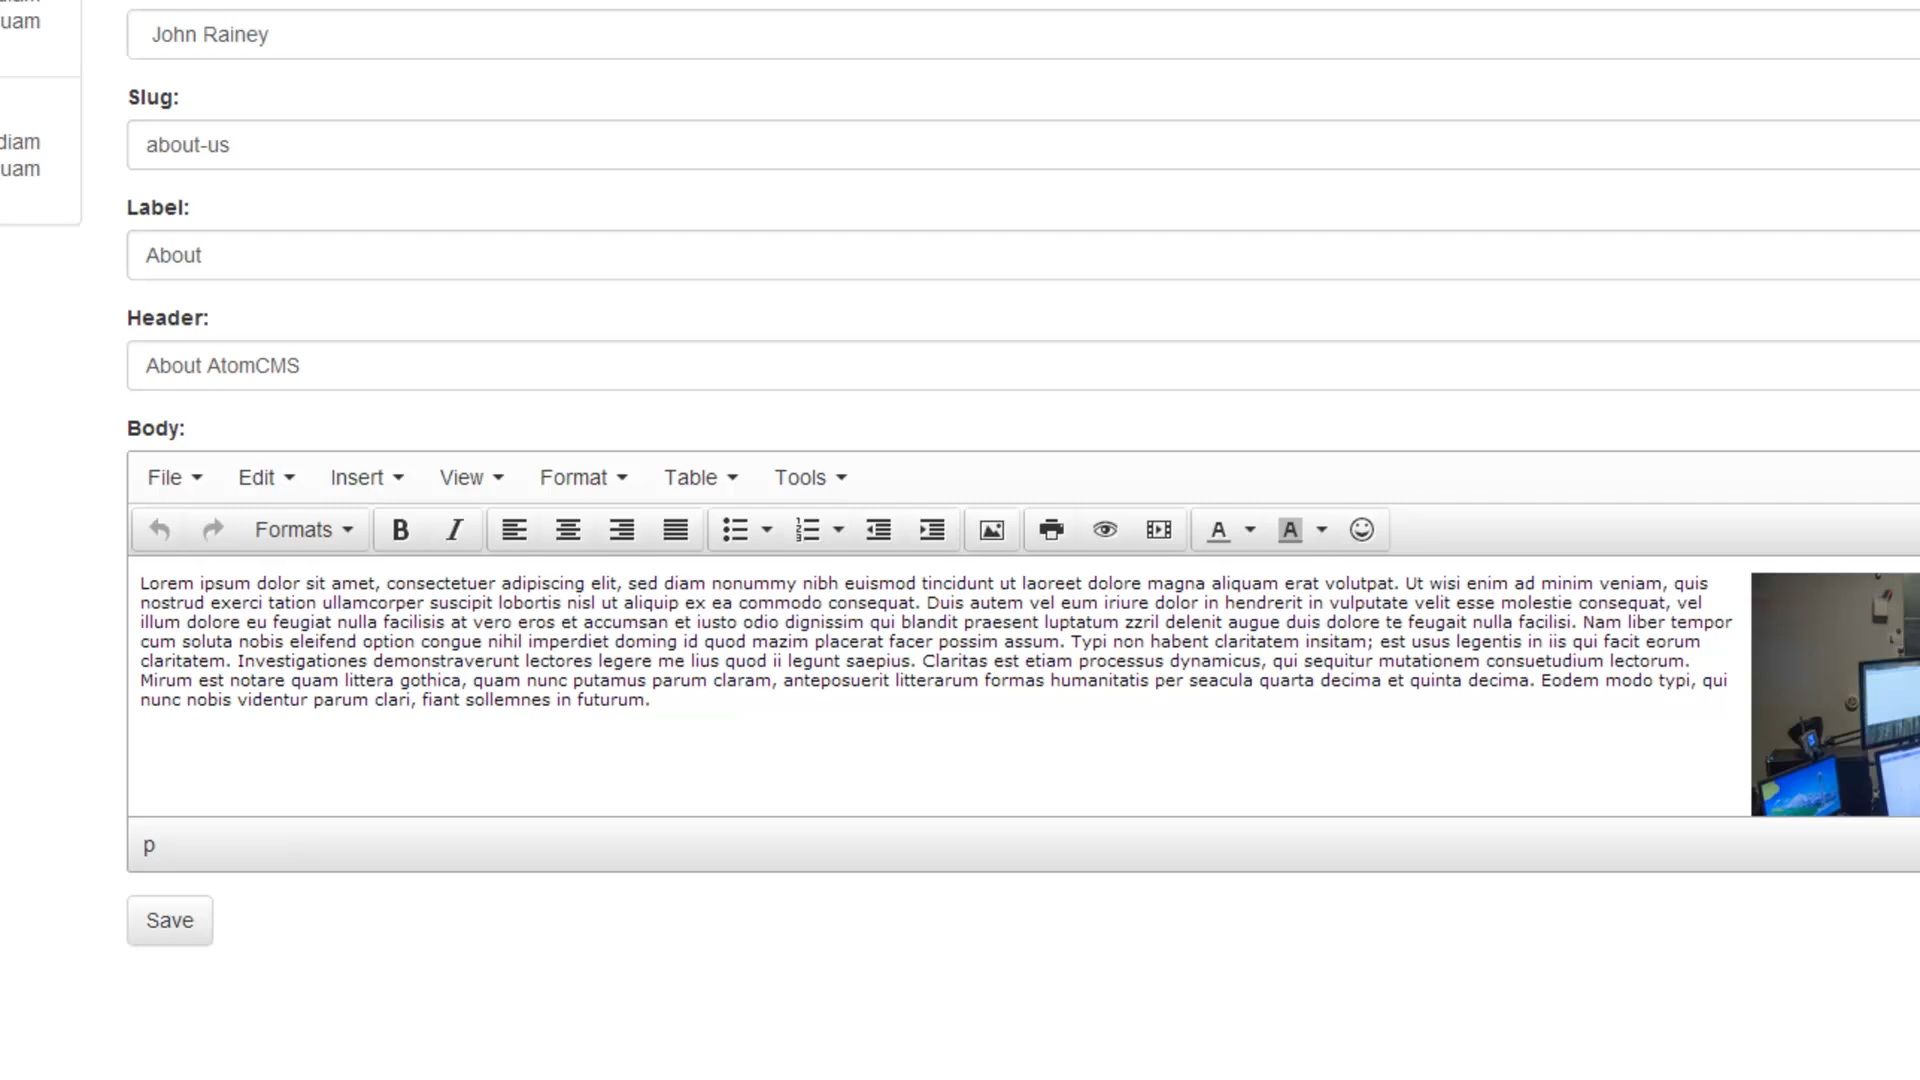 uam
diam
uam
John Rainey
Slug:
about-us
Label:
About
Header:
About AtomCMS
Body:
File Edit Insert View Format Table Tools
Formats B I A A
Lorem ipsum dolor sit amet, consectetuer adipiscing elit, sed diam nonummy nibh euismod tincidunt ut laoreet dolore magna aliquam erat volutpat. Ut wisi enim ad minim veniam, quis
nostrud exerci tation ullamcorper suscipit lobortis nisl ut aliquip ex ea commodo consequat. Duis autem vel eum iriure dolor in hendrerit in vulputate velit esse molestie consequat, vel
illum dolore eu feugiat nulla facilisis at vero eros et accumsan et iusto odio dignissim qui blandit praesent luptatum zzril delenit augue duis dolore te feugait nulla facilisi. Nam liber tempor
cum soluta nobis eleifend option congue nihil imperdiet doming id quod mazim placerat facer possim assum. Typi non habent claritatem insitam; est usus legentis in iis qui facit eorum
claritatem. Investigationes demonstraverunt lectores legere me lius quod ii legunt saepius. Claritas est etiam processus dynamicus, qui sequitur mutationem consuetudium lectorum.
Mirum est notare quam littera gothica, quam nunc putamus parum claram, anteposuerit litterarum formas humanitatis per seacula quarta decima et quinta decima. Eodem modo typi, qui
nunc nobis videntur parum clari, fiant sollemnes in futurum.
p
Save